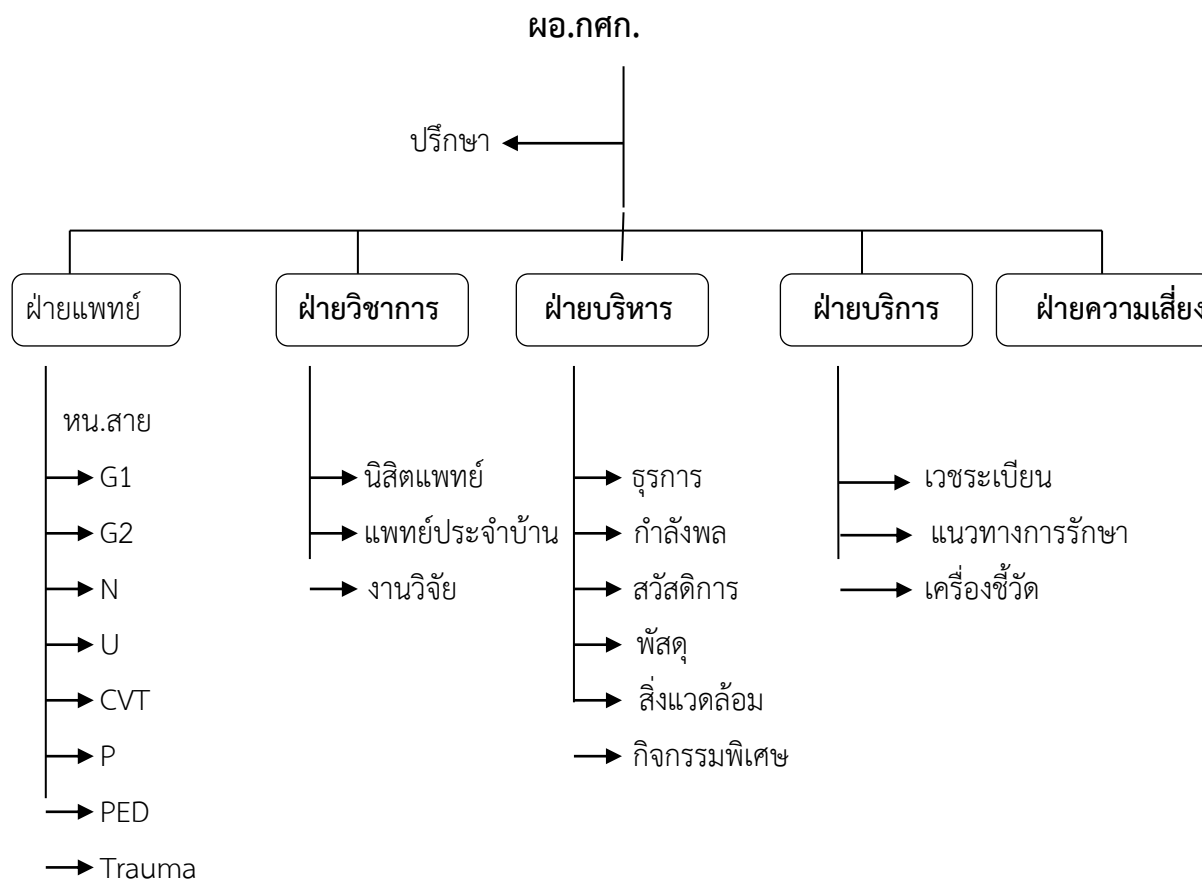 ผอ.กศก.
ปรึกษา
ฝ่ายแพทย์
ฝ่ายวิชาการ
ฝ่ายบริหาร
ฝ่ายบริการ
ฝ่ายความเสี่ยง
หน.สาย
G1
G2
N
U
CVT
P
PED
Trauma
นิสิตแพทย์
แพทย์ประจำบ้าน
งานวิจัย
ธุรการ
กำลังพล
สวัสดิการ
พัสดุ
สิ่งแวดล้อม
กิจกรรมพิเศษ
เวชระเบียน
แนวทางการรักษา
เครื่องชี้วัด